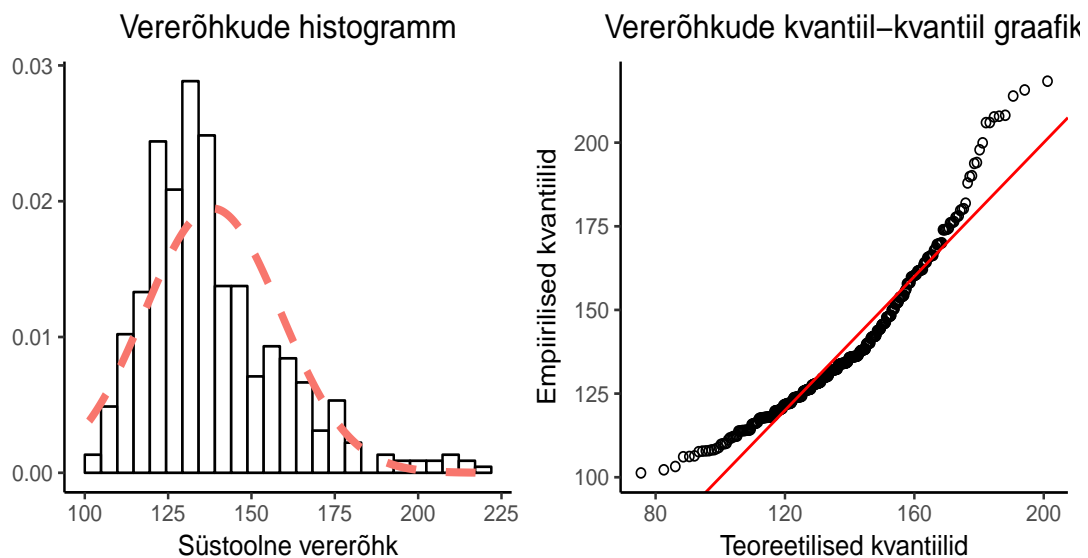 Vererõhkude histogramm
0.03
0.02
0.01
0.00
100 125 150 175 200 225
Süstoolne vererõhk
Vererõhkude kvantiil−kvantiil graafik
Empiirilised kvantiilid
200
175
150
125
100
80 120 160 200
Teoreetilised kvantiilid